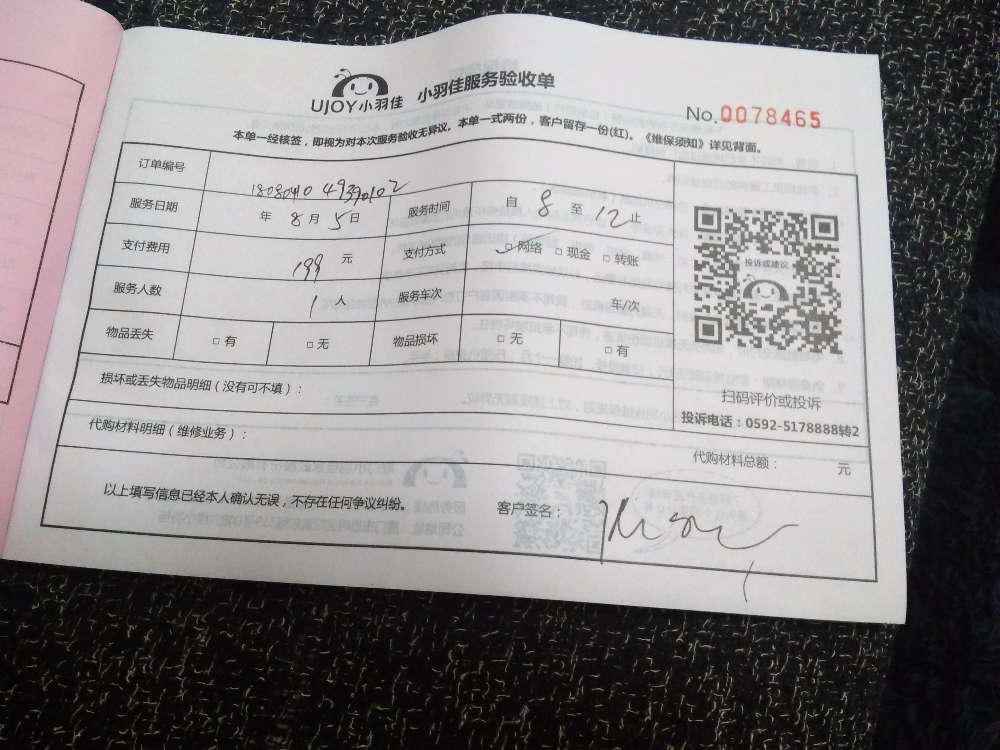 UJOY小羽佳 小羽佳服务验收单
No.0078465
本单一经核签，即视为对本次服务验收无异议。本单一式两份，客户留存一份(红)。《维保须知》详见背面。
订单编号
服务日期 年 8 月 5 日 服务时间 自 8 至 12 止
支付费用 199 元 支付方式 ☑ 网络 □ 现金 □ 转账
服务人数 1 人 服务车次 车/次
物品丢失 □ 有 □ 无 物品损坏 □ 无 □ 有
投诉或建议
扫码评价或投诉
投诉电话：0592-5178888转2
损坏或丢失物品明细（没有可不填）：
代购材料明细（维修业务）： 代购材料总额： 元
以上填写信息已经本人确认无误，不存在任何争议纠纷。 客户签名：